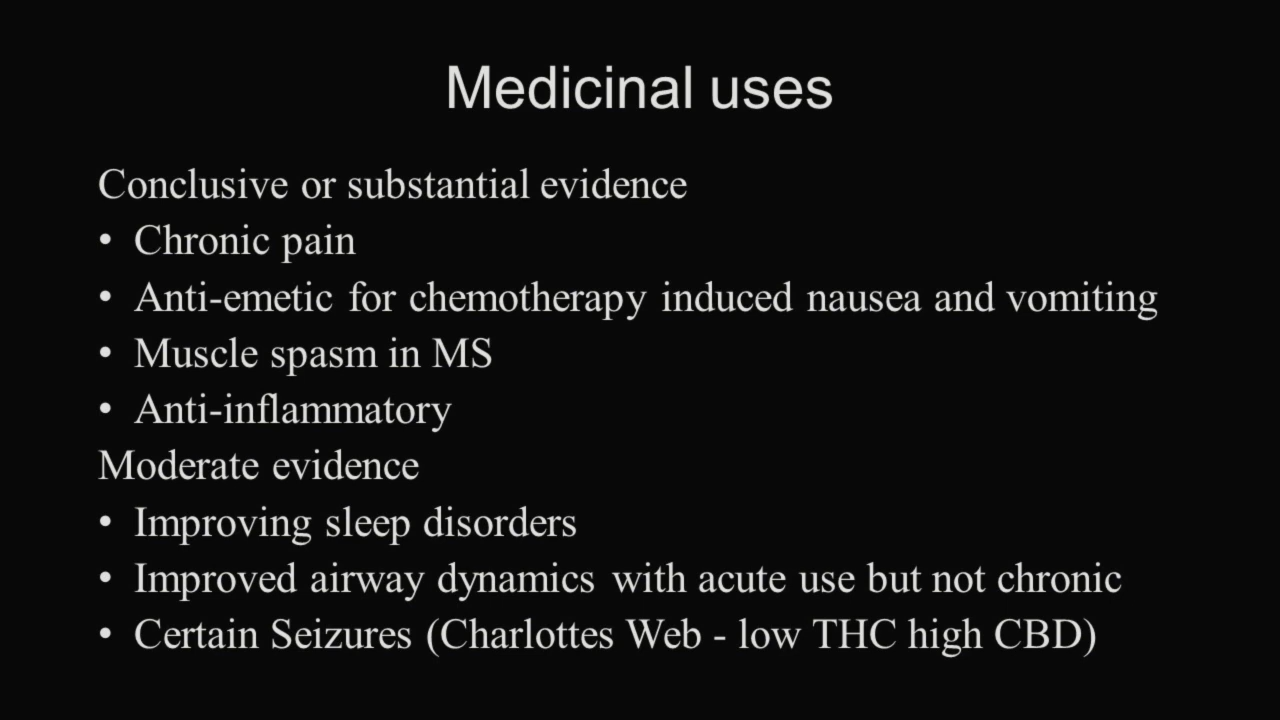 Medicinal uses
Conclusive or substantial evidence
• Chronic pain
• Anti-emetic for chemotherapy induced nausea and vomiting
• Muscle spasm in MS
• Anti-inflammatory
Moderate evidence
• Improving sleep disorders
• Improved airway dynamics with acute use but not chronic
• Certain Seizures (Charlottes Web - low THC high CBD)